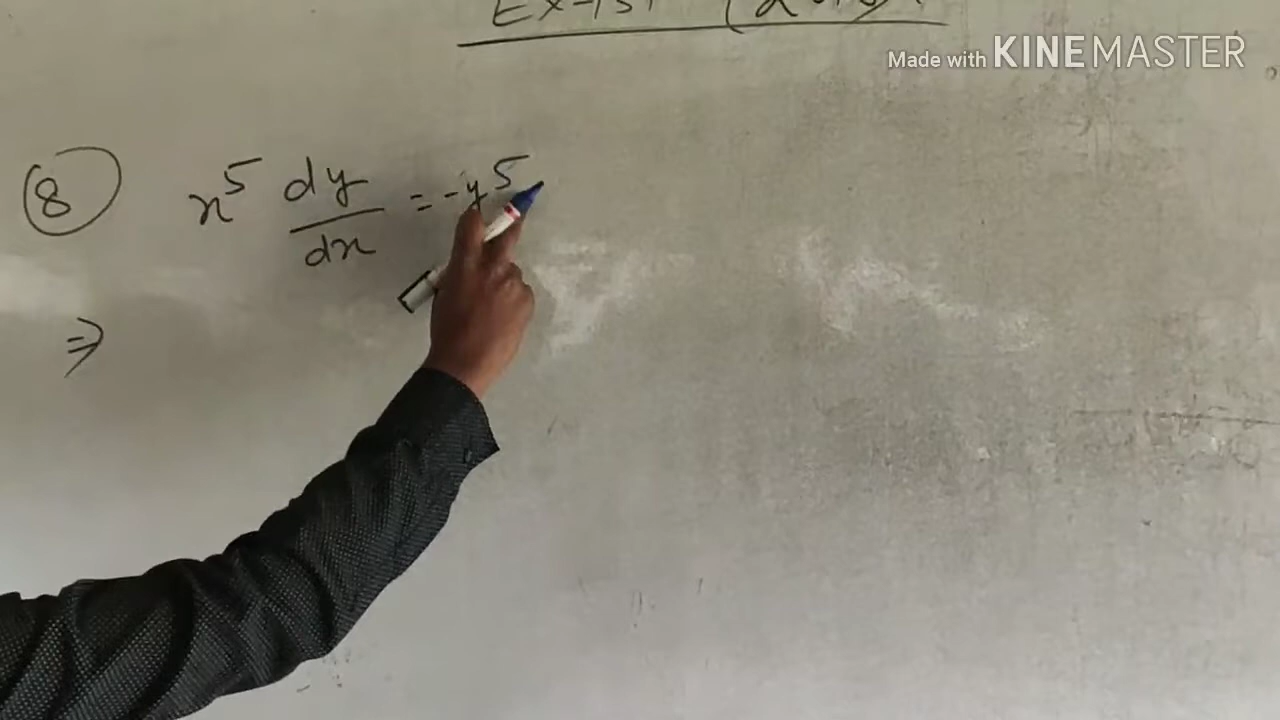 Made with KINEMASTER
⑧ x⁵ dy/dx = -y⁵
⇒